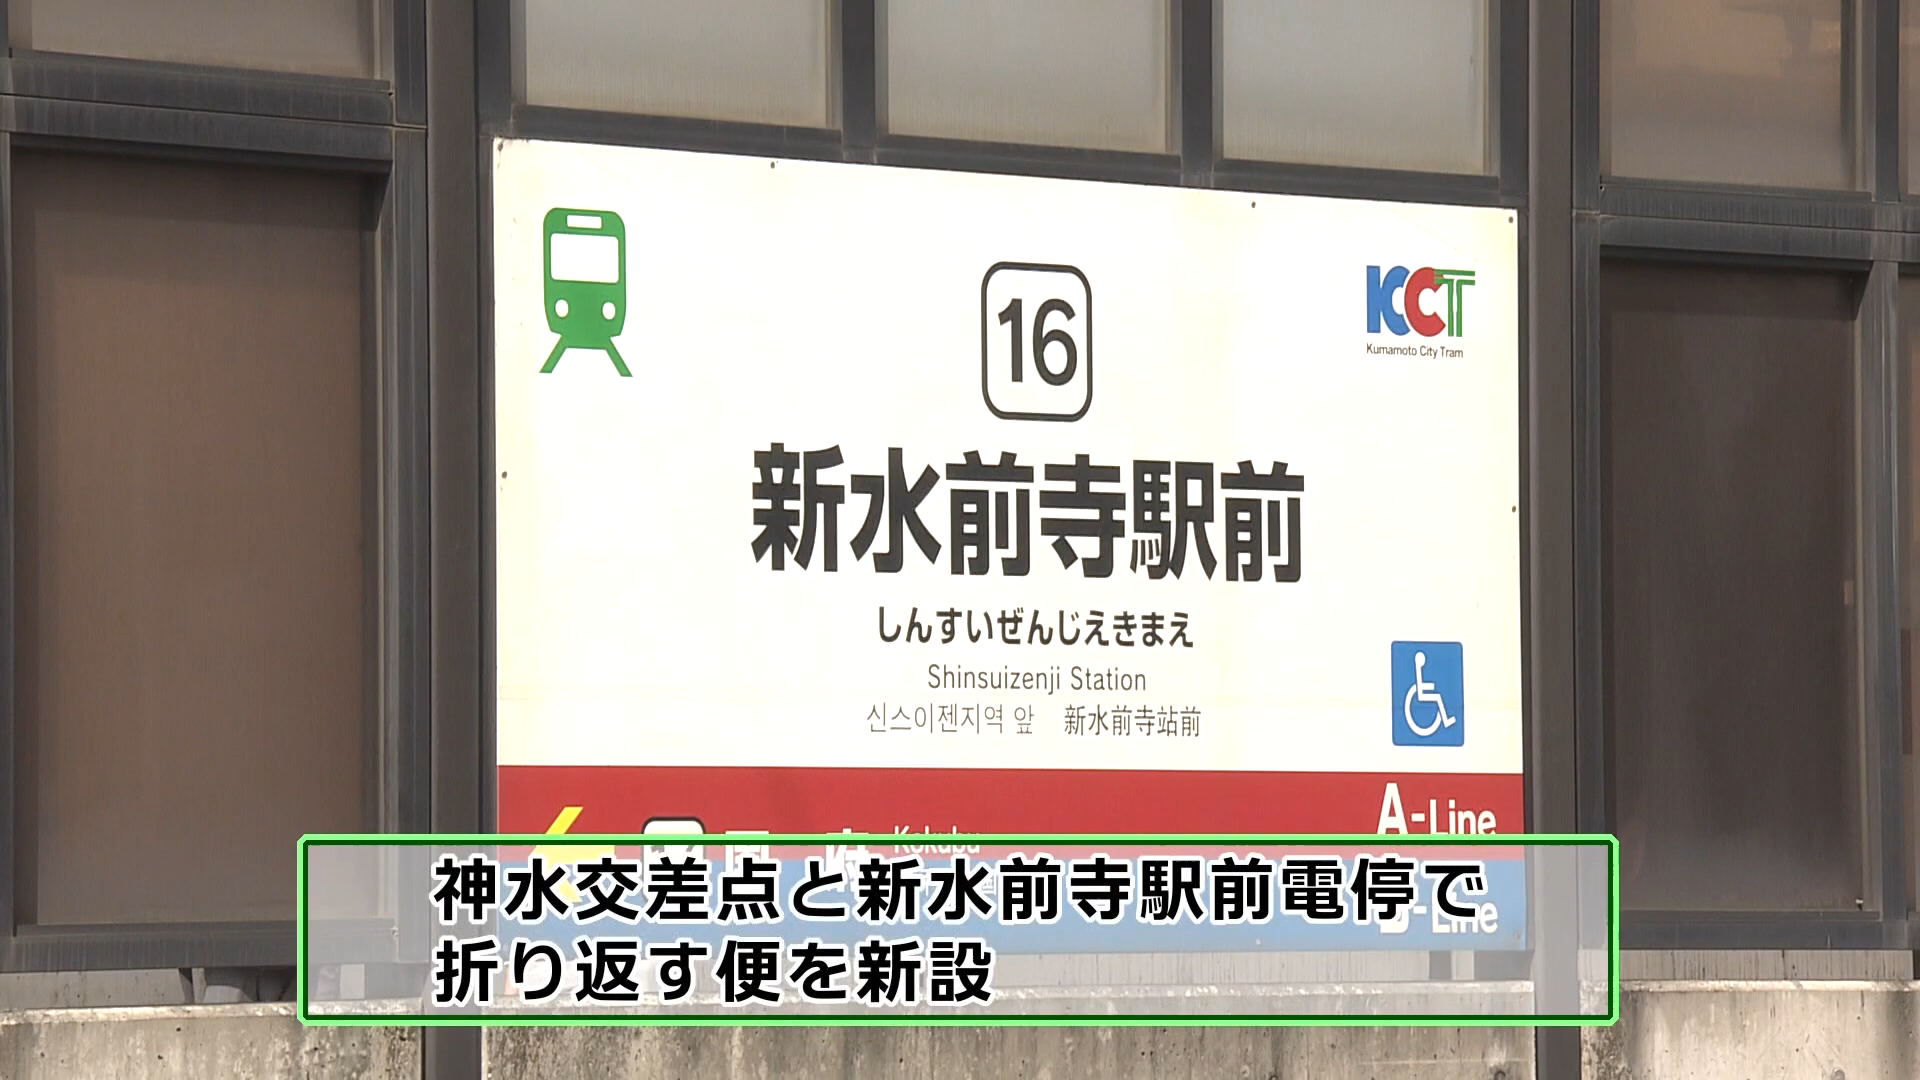 16
KCT
Kumamoto City Tram
新水前寺駅前
しんすいぜんじえきまえ
Shinsuizenji Station
신스이젠지역 앞 新水前寺站前
A-Line
Kokubu
B-Line
神水交差点と新水前寺駅前電停で
折り返す便を新設